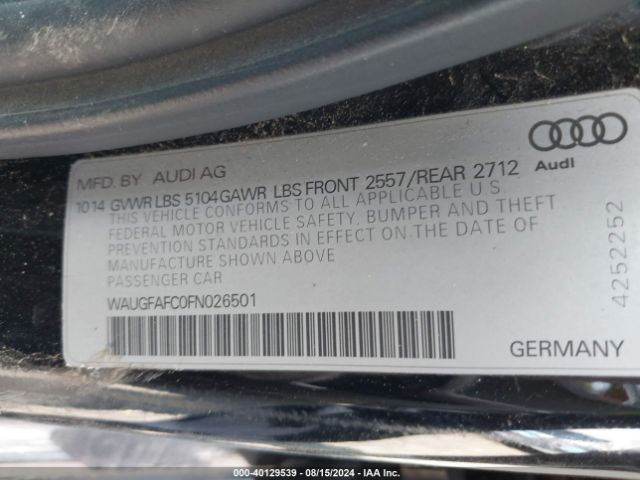 MFD. BY AUDI AG
Audi
10 14 GVWR LBS 5104 GAWR LBS FRONT 2557/REAR 2712
THIS VEHICLE CONFORMS TO ALL APPLICABLE U.S.
FEDERAL MOTOR VEHICLE SAFETY, BUMPER AND THEFT
PREVENTION STANDARDS IN EFFECT ON THE DATE OF
MANUFACTURE SHOWN ABOVE
PASSENGER CAR
WAUGFAFC0FN026501
GERMANY
4252252
000-40129539 - 08/15/2024 - IAA Inc.